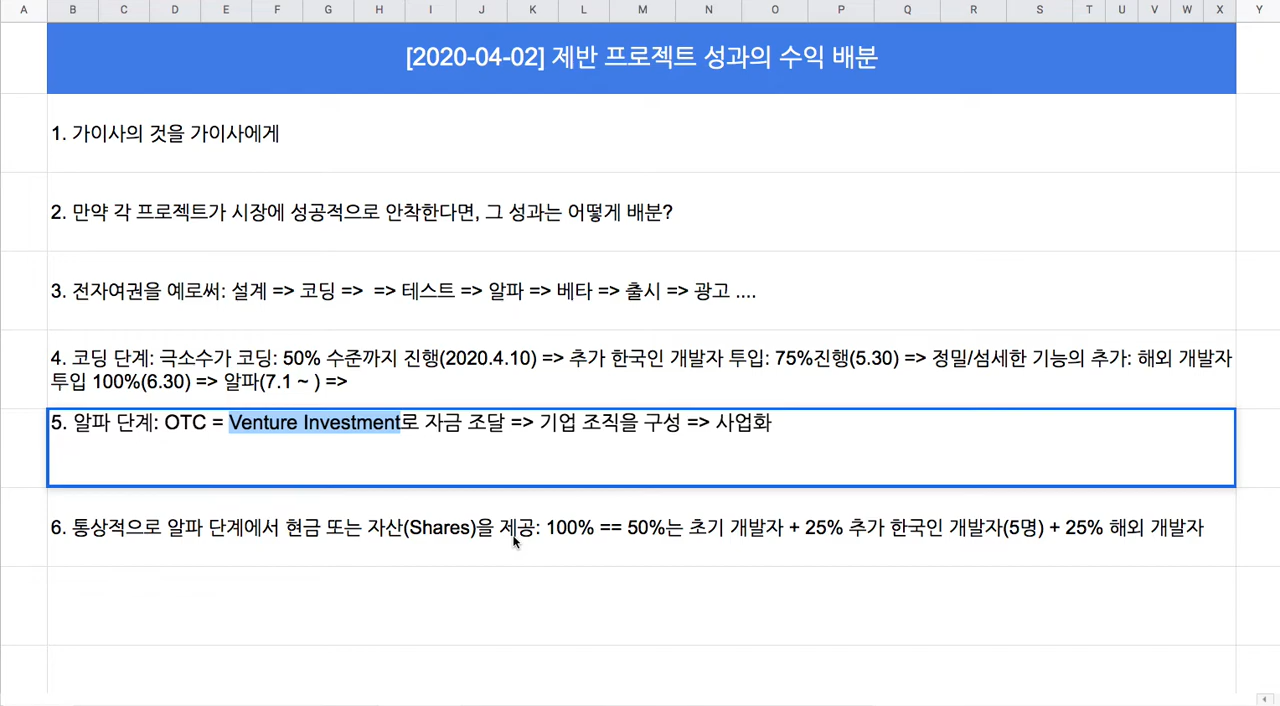 A B C D E F G H I J K L M N O P Q R S T U V W X Y
[2020-04-02] 제반 프로젝트 성과의 수익 배분
1. 가이사의 것을 가이사에게
2. 만약 각 프로젝트가 시장에 성공적으로 안착한다면, 그 성과는 어떻게 배분?
3. 전자여권을 예로써: 설계 => 코딩 =>  => 테스트 => 알파 => 베타 => 출시 => 광고 ....
4. 코딩 단계: 극소수가 코딩: 50% 수준까지 진행(2020.4.10) => 추가 한국인 개발자 투입: 75%진행(5.30) => 정밀/섬세한 기능의 추가: 해외 개발자
투입 100%(6.30) => 알파(7.1 ~ ) =>
5. 알파 단계: OTC = Venture Investment로 자금 조달 => 기업 조직을 구성 => 사업화
6. 통상적으로 알파 단계에서 현금 또는 자산(Shares)을 제공: 100% == 50%는 초기 개발자 + 25% 추가 한국인 개발자(5명) + 25% 해외 개발자